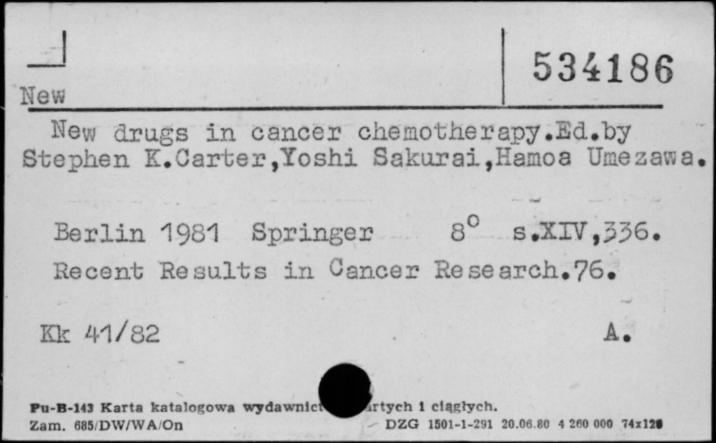 534186
New
New drugs in cancer chemotherapy.Ed.by
Stephen K.Carter,Yoshi Sakurai,Hamoa Umezawa.
Berlin 1981 Springer 8° s.XIV,336.
Recent Results in Cancer Research.76.
Kk 41/82 A.
Pu-B-143 Karta katalogowa wydawnict rtych i ciągłych.
Zam. 685/DW/WA/On DZG 1501-1-291 20.06.80 4 260 000 74x128